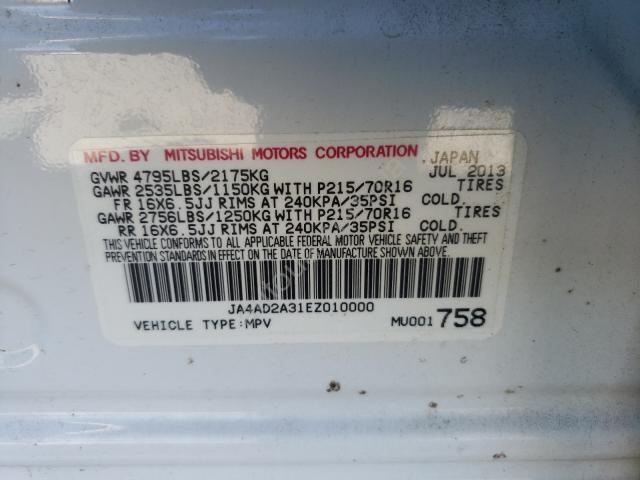 MFD. BY MITSUBISHI MOTORS CORPORATION JAPAN
GVWR 4795LBS/2175KG JUL 2013
GAWR 2535LBS/1150KG WITH P215/70R16 TIRES
FR 16X6.5JJ RIMS AT 240KPA/35PSI COLD.
GAWR 2756LBS/1250KG WITH P215/70R16 TIRES
RR 16X6.5JJ RIMS AT 240KPA/35PSI COLD.
THIS VEHICLE CONFORMS TO ALL APPLICABLE FEDERAL MOTOR VEHICLE SAFETY AND THEFT
PREVENTION STANDARDS IN EFFECT ON THE DATE OF MANUFACTURE SHOWN ABOVE.
JA4AD2A31EZ010000
VEHICLE TYPE:MPV MU001 758